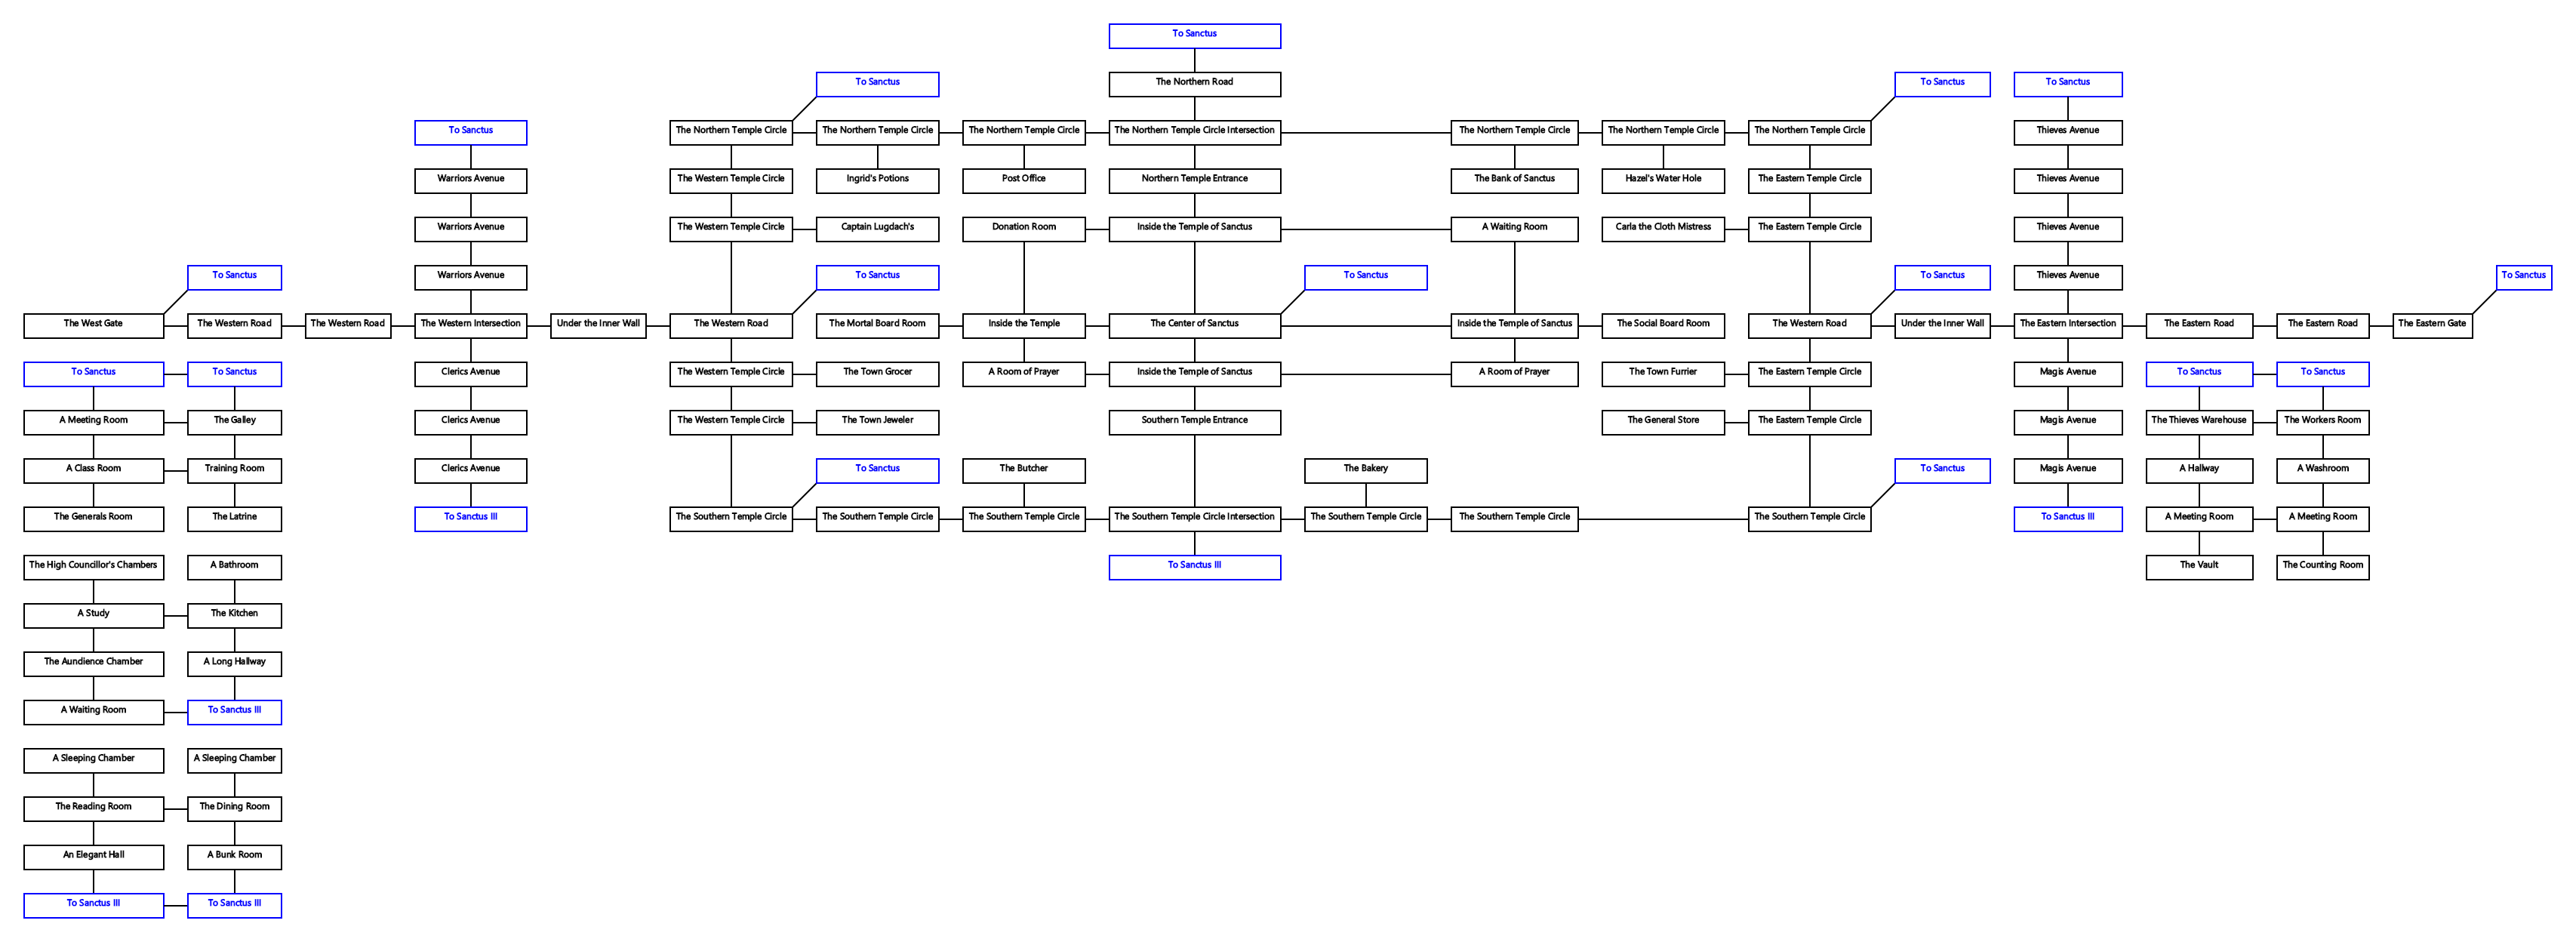 To Sanctus
To Sanctus
The Northern Road
To Sanctus
To Sanctus
To Sanctus
The Northern Temple Circle
The Northern Temple Circle
The Northern Temple Circle
The Northern Temple Circle Intersection
The Northern Temple Circle
The Northern Temple Circle
The Northern Temple Circle
Thieves Avenue
Warriors Avenue
The Western Temple Circle
Ingrid's Potions
Post Office
Northern Temple Entrance
The Bank of Sanctus
Hazel's Water Hole
The Eastern Temple Circle
Thieves Avenue
Warriors Avenue
The Western Temple Circle
Captain Lugdach's
Donation Room
Inside the Temple of Sanctus
A Waiting Room
Carla the Cloth Mistress
The Eastern Temple Circle
Thieves Avenue
To Sanctus
Warriors Avenue
To Sanctus
To Sanctus
To Sanctus
Thieves Avenue
To Sanctus
The West Gate
The Western Road
The Western Road
The Western Intersection
Under the Inner Wall
The Western Road
The Mortal Board Room
Inside the Temple
The Center of Sanctus
Inside the Temple of Sanctus
The Social Board Room
The Western Road
Under the Inner Wall
The Eastern Intersection
The Eastern Road
The Eastern Road
The Eastern Gate
To Sanctus
To Sanctus
Clerics Avenue
The Western Temple Circle
The Town Grocer
A Room of Prayer
Inside the Temple of Sanctus
A Room of Prayer
The Town Furrier
The Eastern Temple Circle
Magis Avenue
To Sanctus
To Sanctus
A Meeting Room
The Galley
Clerics Avenue
The Western Temple Circle
The Town Jeweler
Southern Temple Entrance
The General Store
The Eastern Temple Circle
Magis Avenue
The Thieves Warehouse
The Workers Room
A Class Room
Training Room
Clerics Avenue
To Sanctus
The Butcher
The Bakery
To Sanctus
Magis Avenue
A Hallway
A Washroom
The Generals Room
The Latrine
To Sanctus III
The Southern Temple Circle
The Southern Temple Circle
The Southern Temple Circle
The Southern Temple Circle Intersection
The Southern Temple Circle
The Southern Temple Circle
The Southern Temple Circle
To Sanctus III
A Meeting Room
A Meeting Room
The High Councillor's Chambers
A Bathroom
To Sanctus III
The Vault
The Counting Room
A Study
The Kitchen
The Aundience Chamber
A Long Hallway
A Waiting Room
To Sanctus III
A Sleeping Chamber
A Sleeping Chamber
The Reading Room
The Dining Room
An Elegant Hall
A Bunk Room
To Sanctus III
To Sanctus III